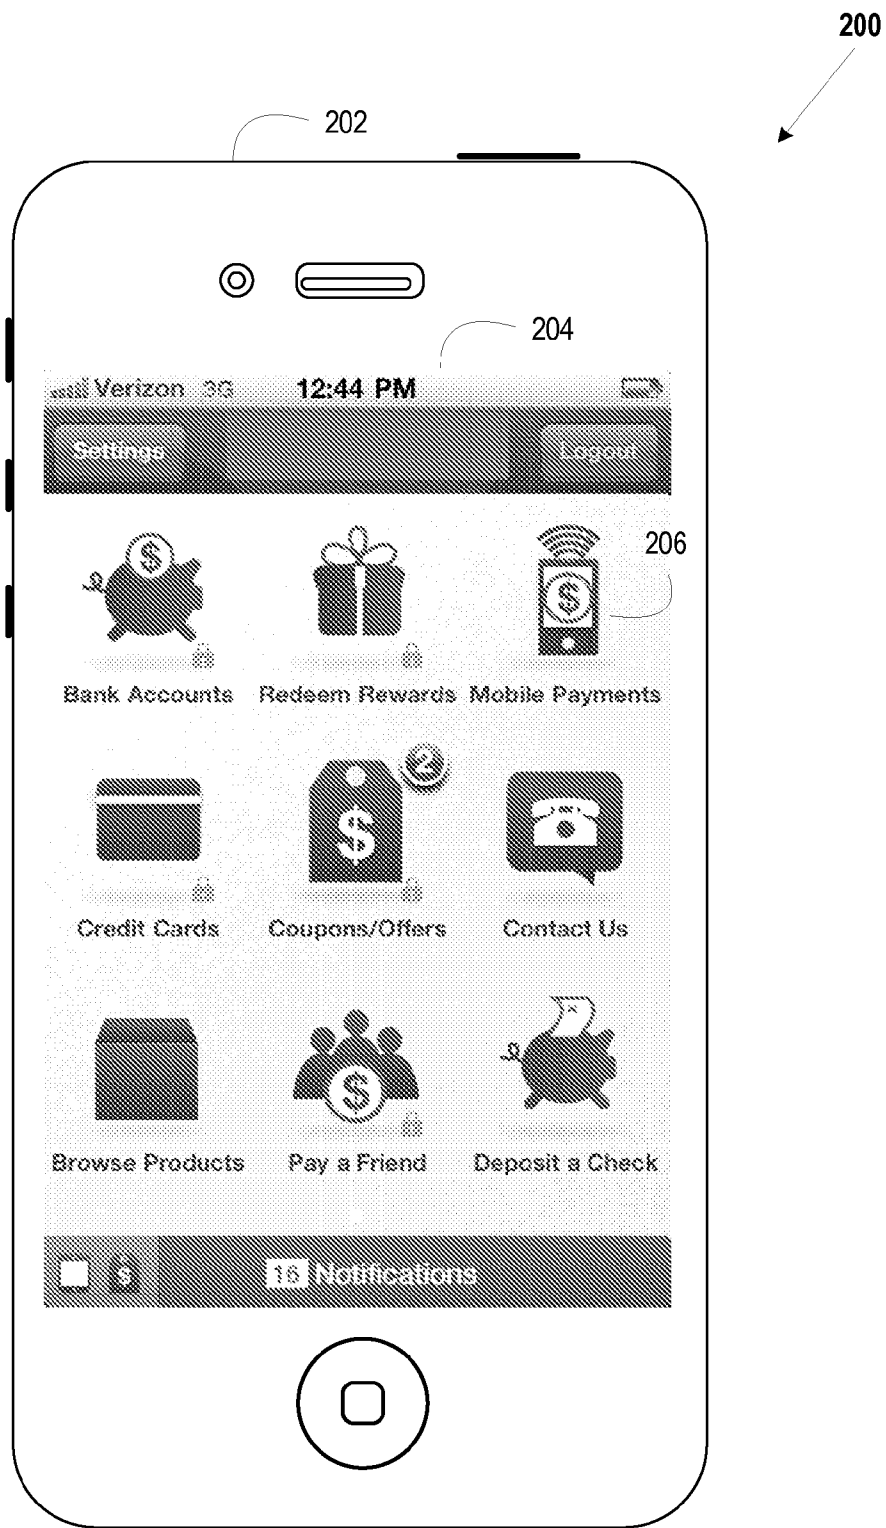 200
202
204
Verizon 3G 12:44 PM
Settings Logout
$ $
206
Bank Accounts Redeem Rewards Mobile Payments
2
$
Credit Cards Coupons/Offers Contact Us
$
Browse Products Pay a Friend Deposit a Check
$ 16 Notifications